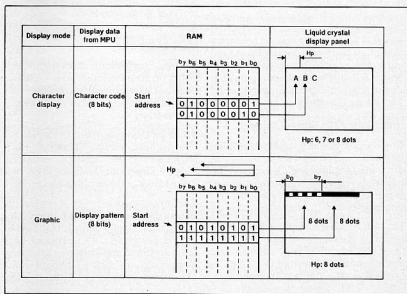 Display mode
Display data from MPU
RAM
Liquid crystal display panel
Character display
Character code (8 bits)
Start address
b7 b6 b5 b4 b3 b2 b1 b0
0 1 0 0 0 0 0 1
0 1 0 0 0 0 1 0
Hp
A B C
Hp: 6, 7 or 8 dots
Graphic
Display pattern (8 bits)
Start address
Hp
b7 b6 b5 b4 b3 b2 b1 b0
1 0 1 0 1 0 1 0 1
1 1 1 1 1 1 1 1
b0 b7
8 dots 8 dots
Hp: 8 dots